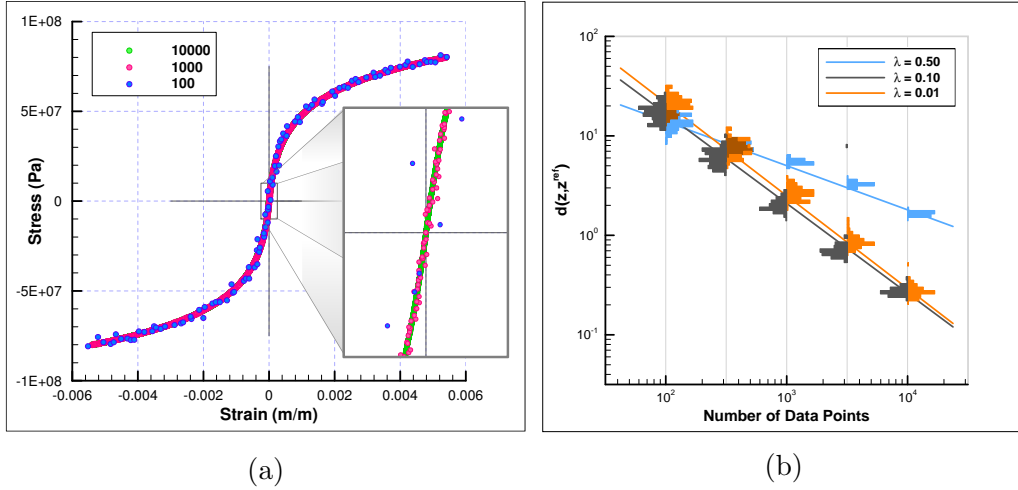 1E+08
5E+07
0
-5E+07
-1E+08
Stress (Pa)
10000
1000
100
-0.006 -0.004 -0.002 0 0.002 0.004 0.006
Strain (m/m)
(a)
10²
10¹
10⁰
10⁻¹
d(z,zʳᵉᶠ)
λ = 0.50
λ = 0.10
λ = 0.01
10² 10³ 10⁴
Number of Data Points
(b)